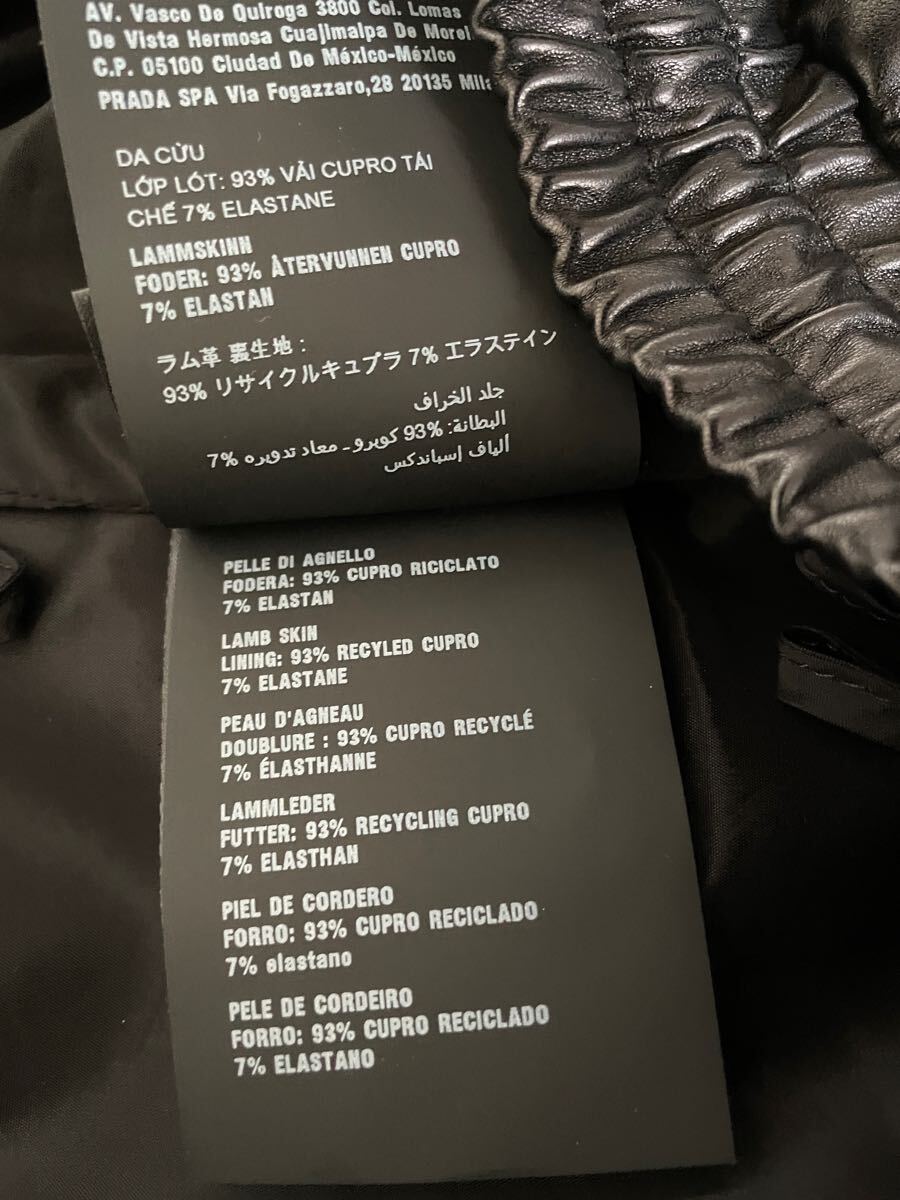 AV. Vasco De Quiroga 3800 Col. Lomas
De Vista Hermosa Cuajimalpa De Morel
C.P. 05100 Ciudad De México-México
PRADA SPA Via Fogazzaro,28 20135 Mila
DA CỪU
LỚP LÓT: 93% VẢI CUPRO TÁI
CHẾ 7% ELASTANE
LAMMSKINN
FODER: 93% ÅTERVUNNEN CUPRO
7% ELASTAN
ラム革 裏生地 :
93% リサイクルキュプラ 7% エラステイン
جلد الخراف
البطانة: 93% كوبرو - معاد تدويره 7%
ألياف إسباندكس
PELLE DI AGNELLO
FODERA: 93% CUPRO RICICLATO
7% ELASTAN
LAMB SKIN
LINING: 93% RECYLED CUPRO
7% ELASTANE
PEAU D'AGNEAU
DOUBLURE : 93% CUPRO RECYCLÉ
7% ÉLASTHANNE
LAMMLEDER
FUTTER: 93% RECYCLING CUPRO
7% ELASTHAN
PIEL DE CORDERO
FORRO: 93% CUPRO RECICLADO
7% elastano
PELE DE CORDEIRO
FORRO: 93% CUPRO RECICLADO
7% ELASTANO